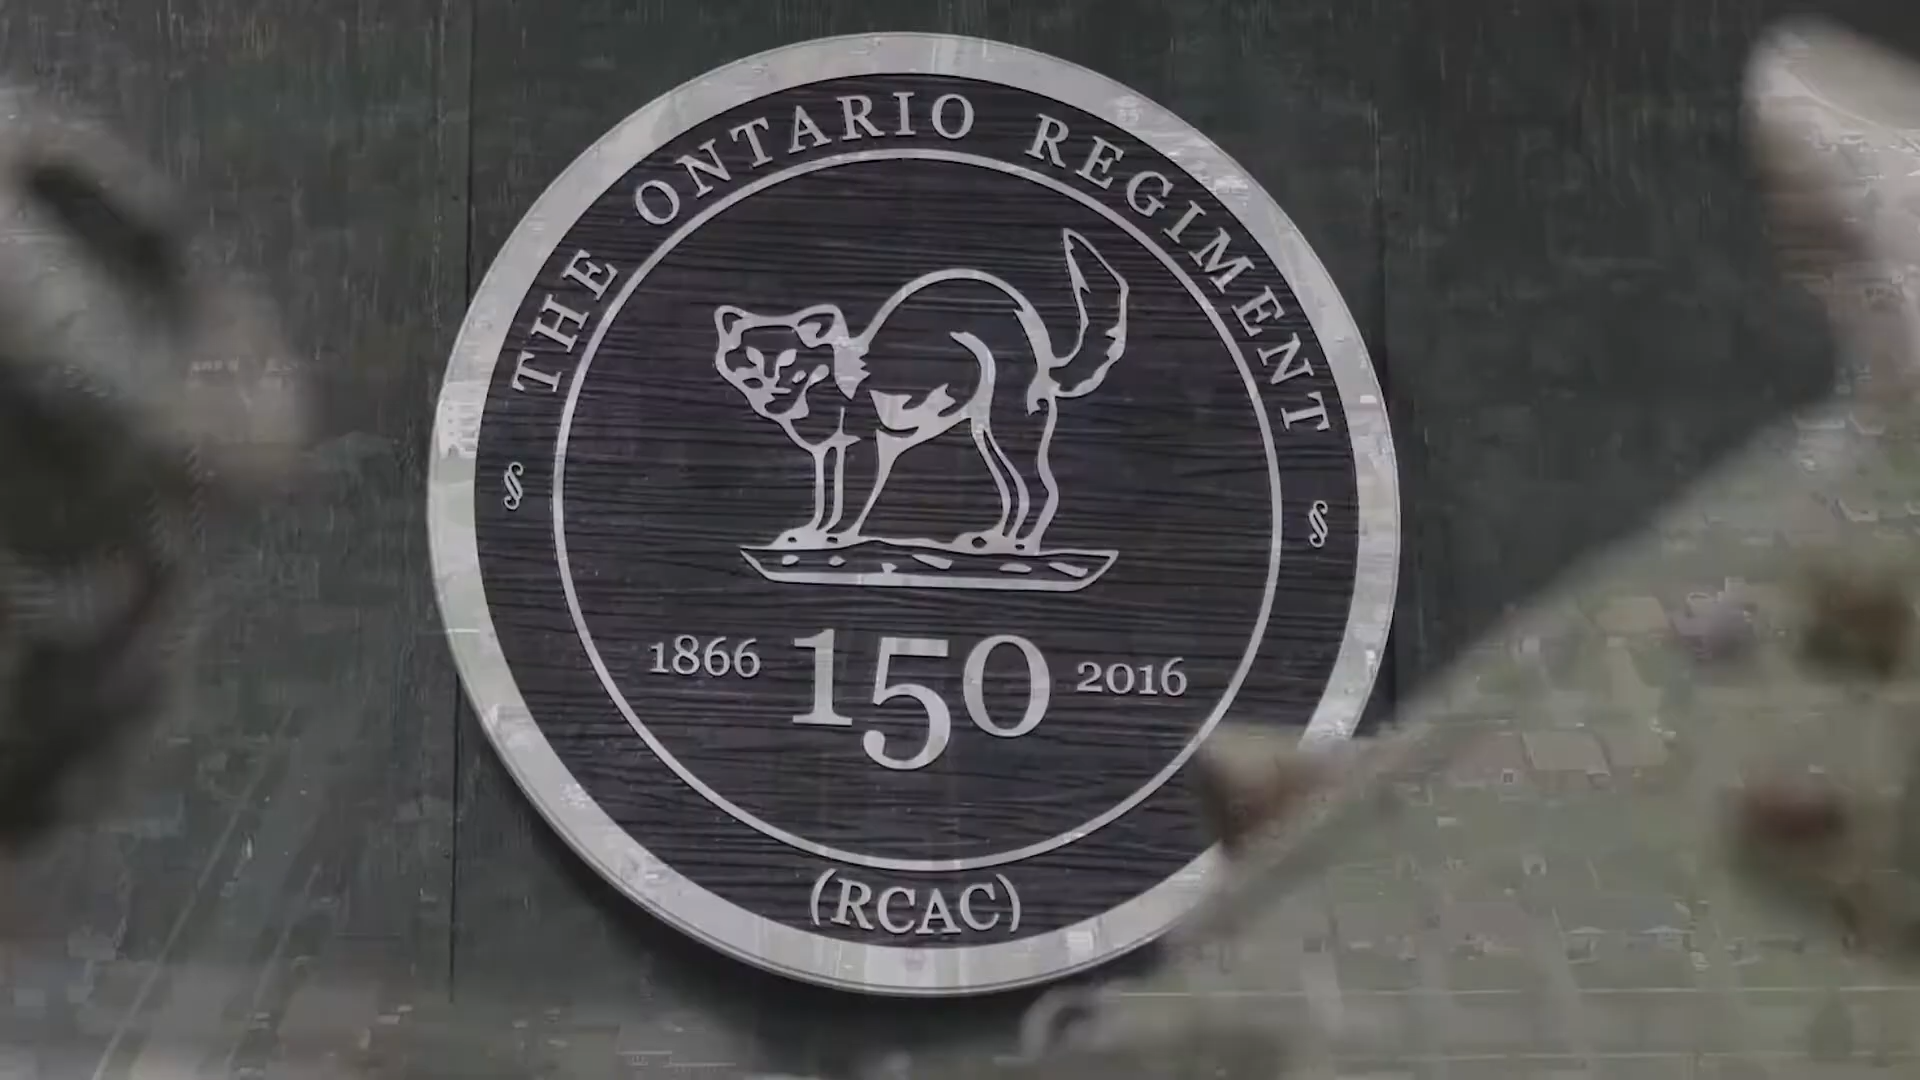 THE ONTARIO REGIMENT
§ §
1866 150 2016
(RCAC)